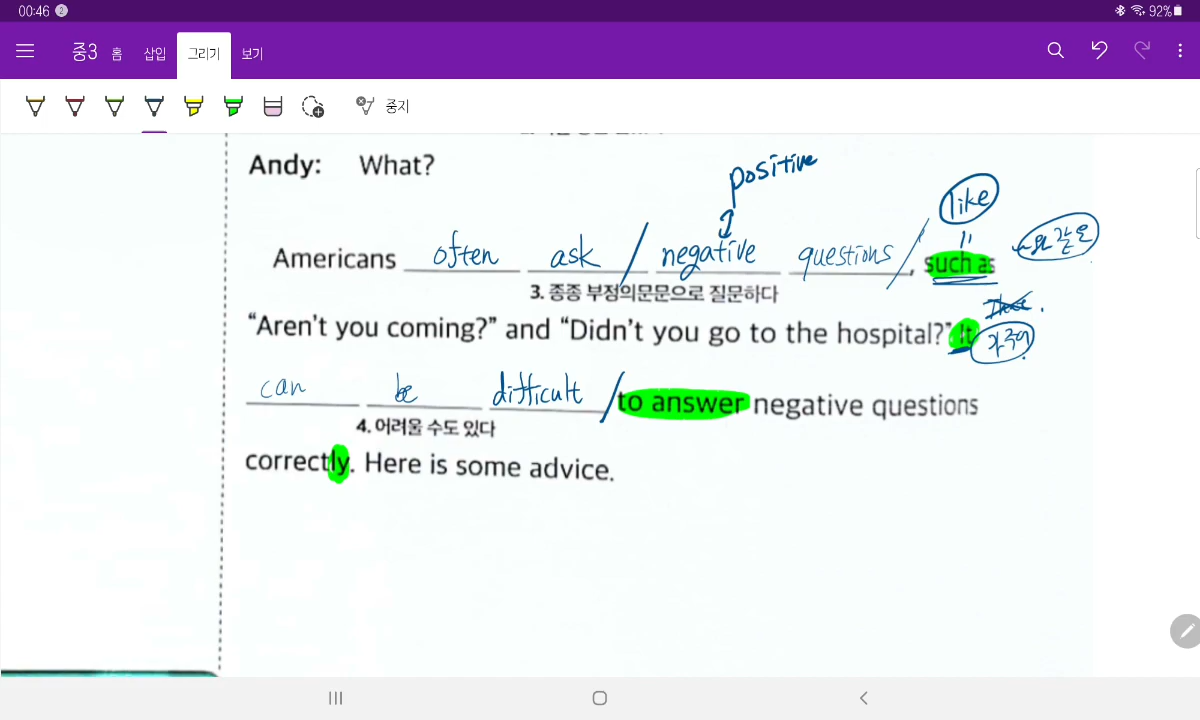 00:46 2 92%
중3 홈 삽입 그리기 보기
중지
Andy: What?
positive
like
Americans often ask / negative questions /, such as
~와 같은
3. 종종 부정의문문으로 질문하다
"Aren't you coming?" and "Didn't you go to the hospital?" It
가주어
can be difficult / to answer negative questions
4. 어려울 수도 있다
correctly. Here is some advice.